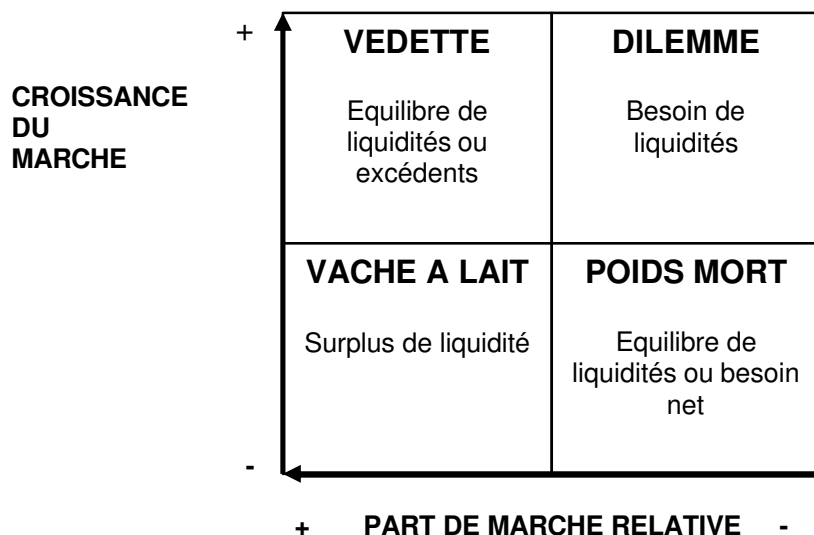 +
VEDETTE
DILEMME
CROISSANCE
DU
MARCHE
Equilibre de
liquidités ou
excédents
Besoin de
liquidités
VACHE A LAIT
POIDS MORT
Surplus de liquidité
Equilibre de
liquidités ou besoin
net
-
+ PART DE MARCHE RELATIVE -